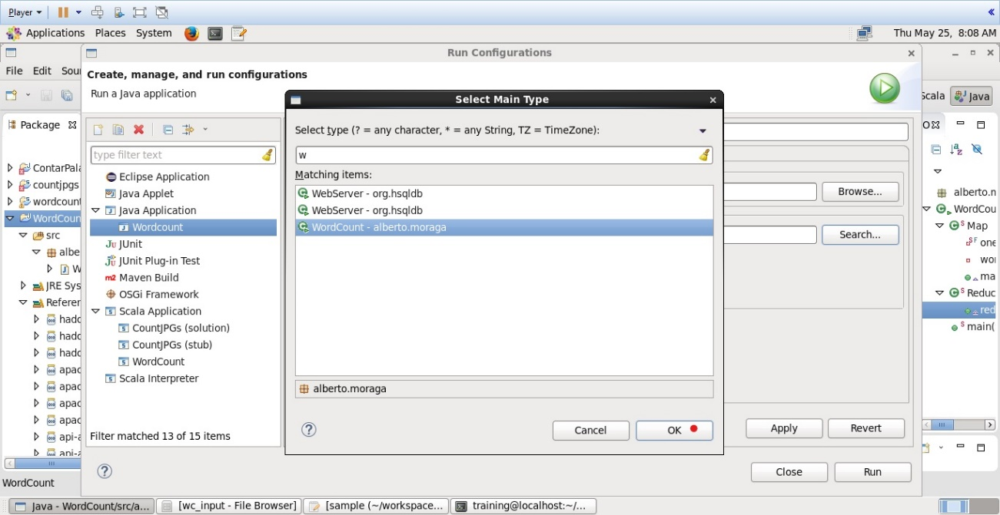 Player
Applications Places System Thu May 25, 8:08 AM
Run Configurations
File Edit Sou
Create, manage, and run configurations
Run a Java application
Scala Java
Package
Select Main Type
Select type (? = any character, * = any String, TZ = TimeZone):
w
Matching items:
WebServer - org.hsqldb
WebServer - org.hsqldb
WordCount - alberto.moraga
alberto.moraga
Cancel OK
type filter text
Eclipse Application
Java Applet
Java Application
Wordcount
JUnit
JUnit Plug-in Test
Maven Build
OSGi Framework
Scala Application
CountJPGs (solution)
CountJPGs (stub)
WordCount
Scala Interpreter
Filter matched 13 of 15 items
Browse...
Search...
Apply Revert
Close Run
ContarPala
countjpgs
wordcount
WordCoun
src
albe
W
JRE Sys
Referen
hado
hado
hado
apac
apac
apac
apac
api-a
alberto.n
WordCou
Map
one
wor
ma
Reduc
red
main(
WordCount
Java - WordCount/src/a... [wc_input - File Browser] [sample (~/workspace... training@localhost:~/...